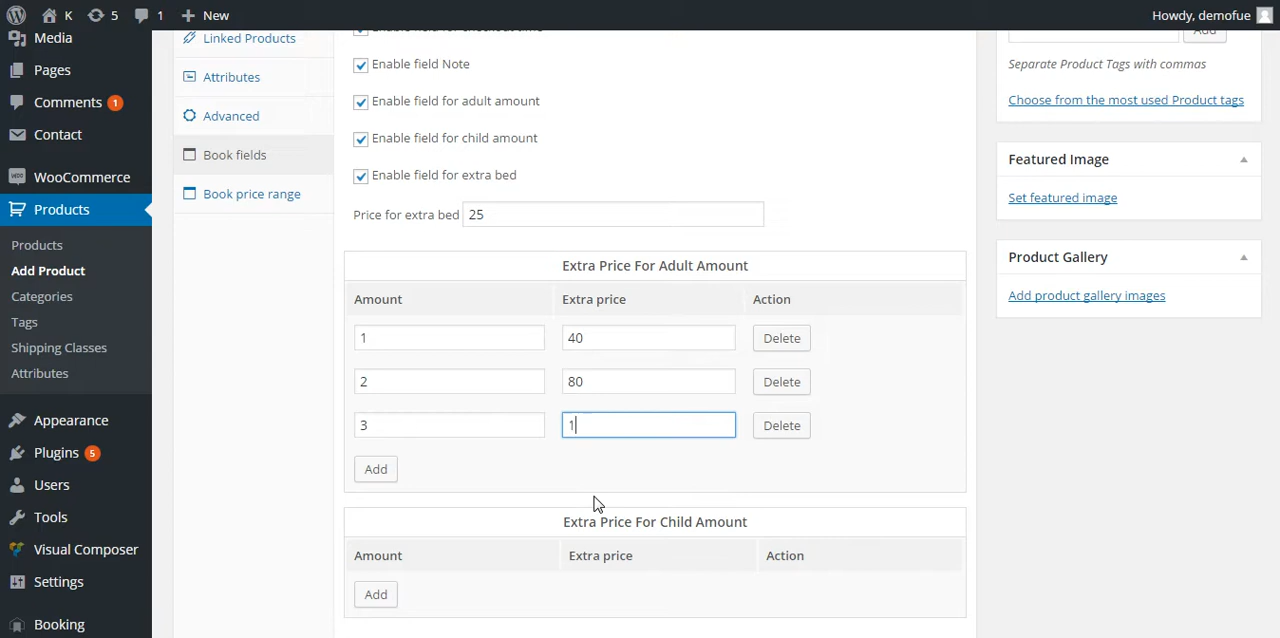 K 5 1 New Howdy, demofue
Media
Pages
Comments 1
Contact
WooCommerce
Products
Products
Add Product
Categories
Tags
Shipping Classes
Attributes
Appearance
Plugins 5
Users
Tools
Visual Composer
Settings
Booking
Linked Products
Attributes
Advanced
Book fields
Book price range
Enable field for checkout time
Enable field Note
Enable field for adult amount
Enable field for child amount
Enable field for extra bed
Price for extra bed 25
Extra Price For Adult Amount
Amount Extra price Action
1 40 Delete
2 80 Delete
3 1 Delete
Add
Extra Price For Child Amount
Amount Extra price Action
Add
Add
Separate Product Tags with commas
Choose from the most used Product tags
Featured Image
Set featured image
Product Gallery
Add product gallery images